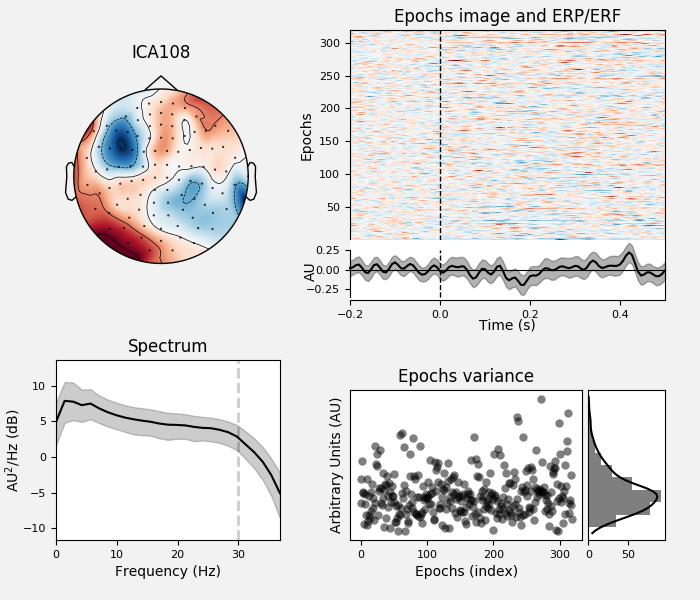 ICA108
Epochs image and ERP/ERF
Epochs
300
250
200
150
100
50
AU
0.25
0.00
−0.25
−0.2
0.0
0.2
0.4
Time (s)
Spectrum
AU²/Hz (dB)
10
5
0
−5
−10
0
10
20
30
Frequency (Hz)
Epochs variance
Arbitrary Units (AU)
0
100
200
300
Epochs (index)
0
50